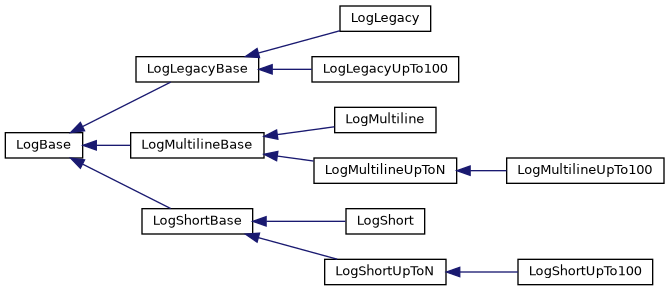 LogLegacy
LogLegacyBase
LogLegacyUpTo100
LogMultiline
LogBase
LogMultilineBase
LogMultilineUpToN
LogMultilineUpTo100
LogShortBase
LogShort
LogShortUpToN
LogShortUpTo100